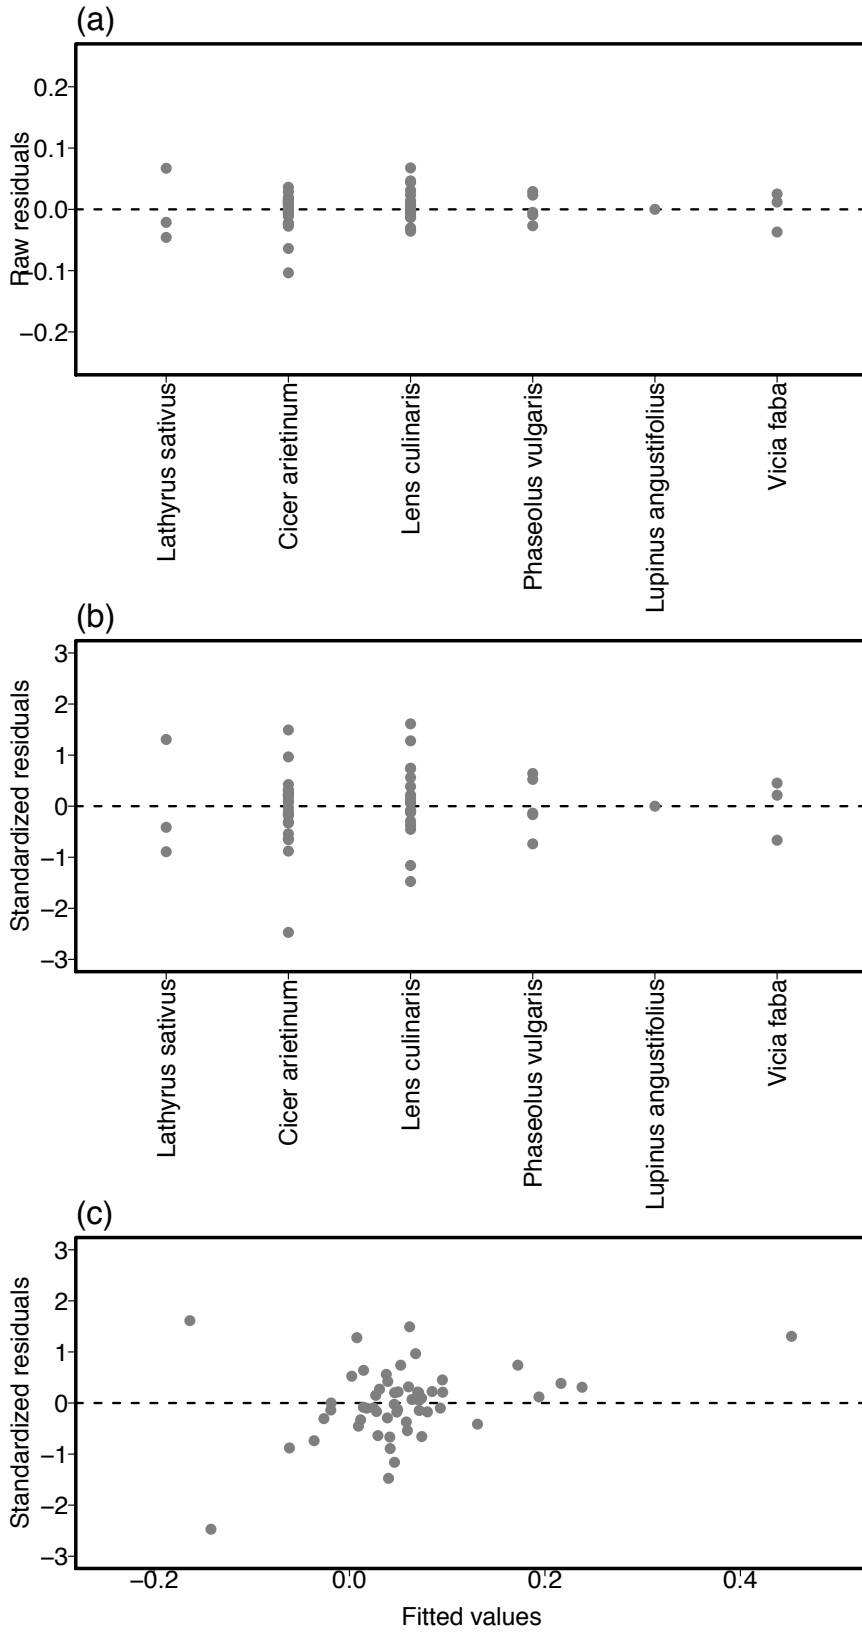 (a)
0.2
0.1
0.0
−0.1
−0.2
Raw residuals
Lathyrus sativus
Cicer arietinum
Lens culinaris
Phaseolus vulgaris
Lupinus angustifolius
Vicia faba
(b)
3
2
1
0
−1
−2
−3
Standardized residuals
Lathyrus sativus
Cicer arietinum
Lens culinaris
Phaseolus vulgaris
Lupinus angustifolius
Vicia faba
(c)
3
2
1
0
−1
−2
−3
Standardized residuals
−0.2 0.0 0.2 0.4
Fitted values